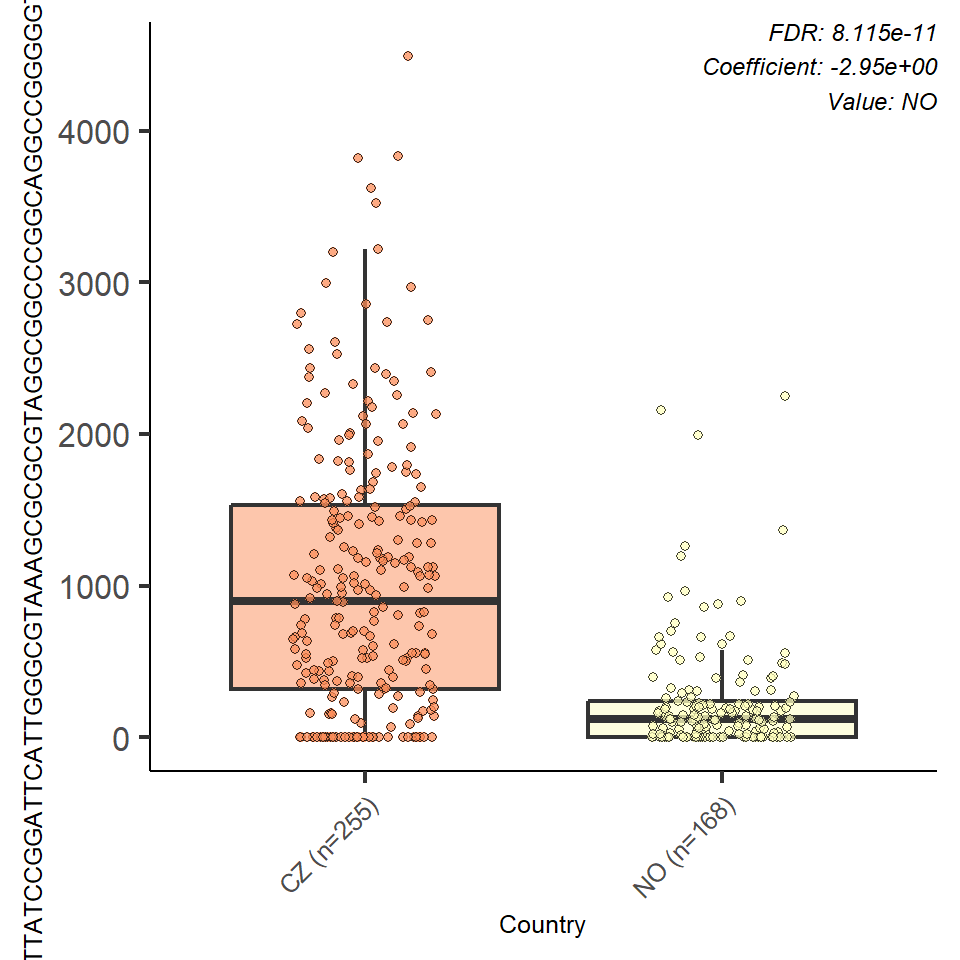 FDR: 8.115e-11
Coefficient: -2.95e+00
Value: NO
TTATCCGGATTCATTGGGCGTAAAGCGCGCGTAGGCGGCCCGGCAGGCCGGGGGT
4000
3000
2000
1000
0
CZ (n=255)
NO (n=168)
Country